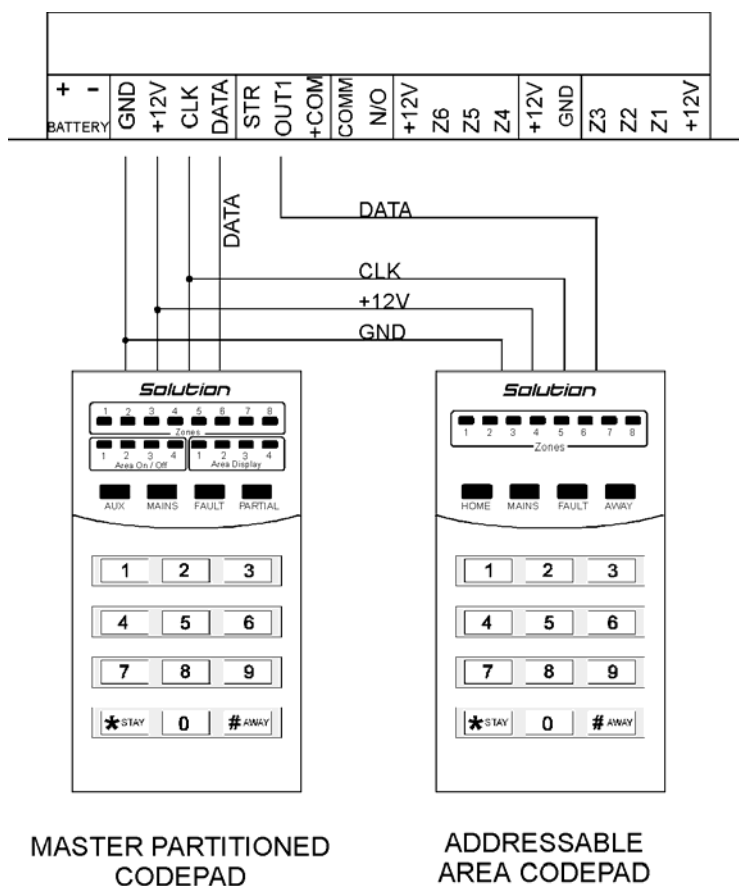 + -
BATTERY
GND
+12V
CLK
DATA
STR
OUT1
+COM
COMM
N/O
+12V
Z6
Z5
Z4
+12V
GND
Z3
Z2
Z1
+12V
DATA
DATA
CLK
+12V
GND
Solution
1 2 3 4 5 6 7 8
Zones
1 2 3 4 1 2 3 4
Area On / Off Area Display
AUX MAINS FAULT PARTIAL
1 2 3
4 5 6
7 8 9
*STAY 0 # AWAY
MASTER PARTITIONED
CODEPAD
Solution
1 2 3 4 5 6 7 8
Zones
HOME MAINS FAULT AWAY
1 2 3
4 5 6
7 8 9
*STAY 0 # AWAY
ADDRESSABLE
AREA CODEPAD